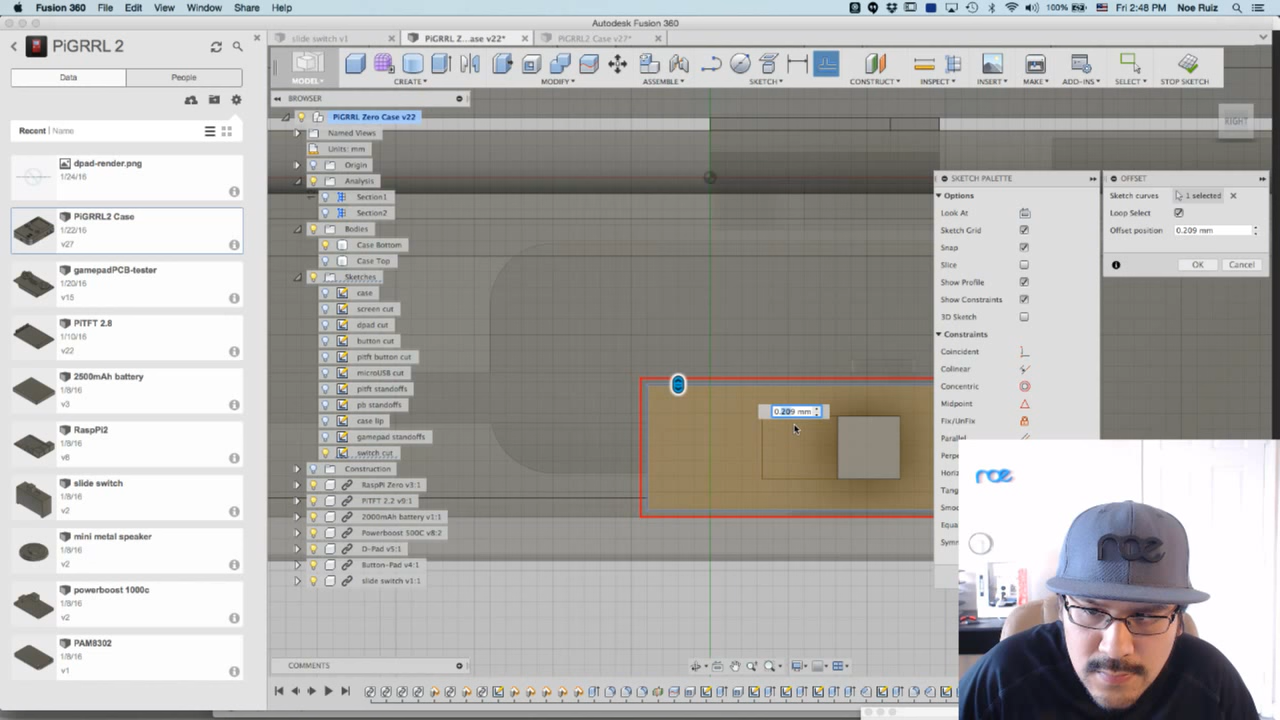 Fusion 360 File Edit View Window Share Help
100% Fri 2:48 PM Noe Ruiz
Autodesk Fusion 360
PiGRRL 2
slide switch v1
PiGRRL Z...ase v22*
PiGRRL2 Case v27*
Data People
MODEL
CREATE
MODIFY
ASSEMBLE
SKETCH
CONSTRUCT
INSPECT
INSERT
MAKE
ADD-INS
SELECT
STOP SKETCH
Recent | Name
BROWSER
PiGRRL Zero Case v22
Named Views
Units: mm
Origin
Analysis
Section1
Section2
Bodies
Case Bottom
Case Top
Sketches
case
screen cut
dpad cut
button cut
pitft button cut
microUSB cut
pitft standoffs
pb standoffs
case lip
gamepad standoffs
switch cut
Construction
RaspPi Zero v3:1
PiTFT 2.2 v9:1
2000mAh battery v1:1
Powerboost 500C v8:2
D-Pad v5:1
Button-Pad v4:1
slide switch v1:1
dpad-render.png
1/24/16
PiGRRL2 Case
1/22/16
v27
gamepadPCB-tester
1/20/16
v15
PiTFT 2.8
1/10/16
v22
2500mAh battery
1/8/16
v3
RaspPi2
1/8/16
v6
slide switch
1/8/16
v2
mini metal speaker
1/8/16
v2
powerboost 1000c
1/8/16
v2
PAM8302
1/8/16
v1
RIGHT
SKETCH PALETTE
Options
Look At
Sketch Grid
Snap
Slice
Show Profile
Show Constraints
3D Sketch
Constraints
Coincident
Colinear
Concentric
Midpoint
Fix/UnFix
Parallel
OFFSET
Sketch curves 1 selected
Loop Select
Offset position 0.209 mm
OK Cancel
0.209 mm
COMMENTS
noe
noe